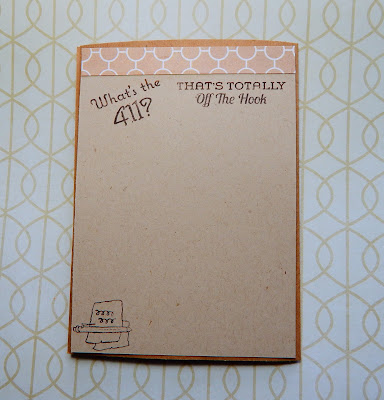 What's the
411?
THAT'S TOTALLY
Off The Hook